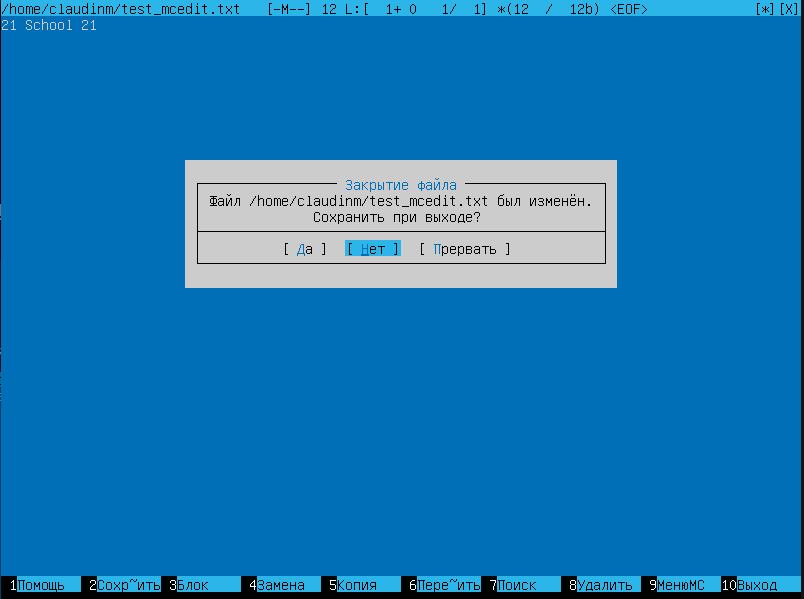 /home/claudinm/test_mcedit.txt [-M--] 12 L:[ 1+ 0 1/ 1] *(12 / 12b) <EOF> [*][X]
21 School 21
Закрытие файла
Файл /home/claudinm/test_mcedit.txt был изменён.
Сохранить при выходе?
[ Да ] [ Нет ] [ Прервать ]
1Помощь 2Сохр~ить 3Блок 4Замена 5Копия 6Пере~ить 7Поиск 8Удалить 9МенюMC 10Выход